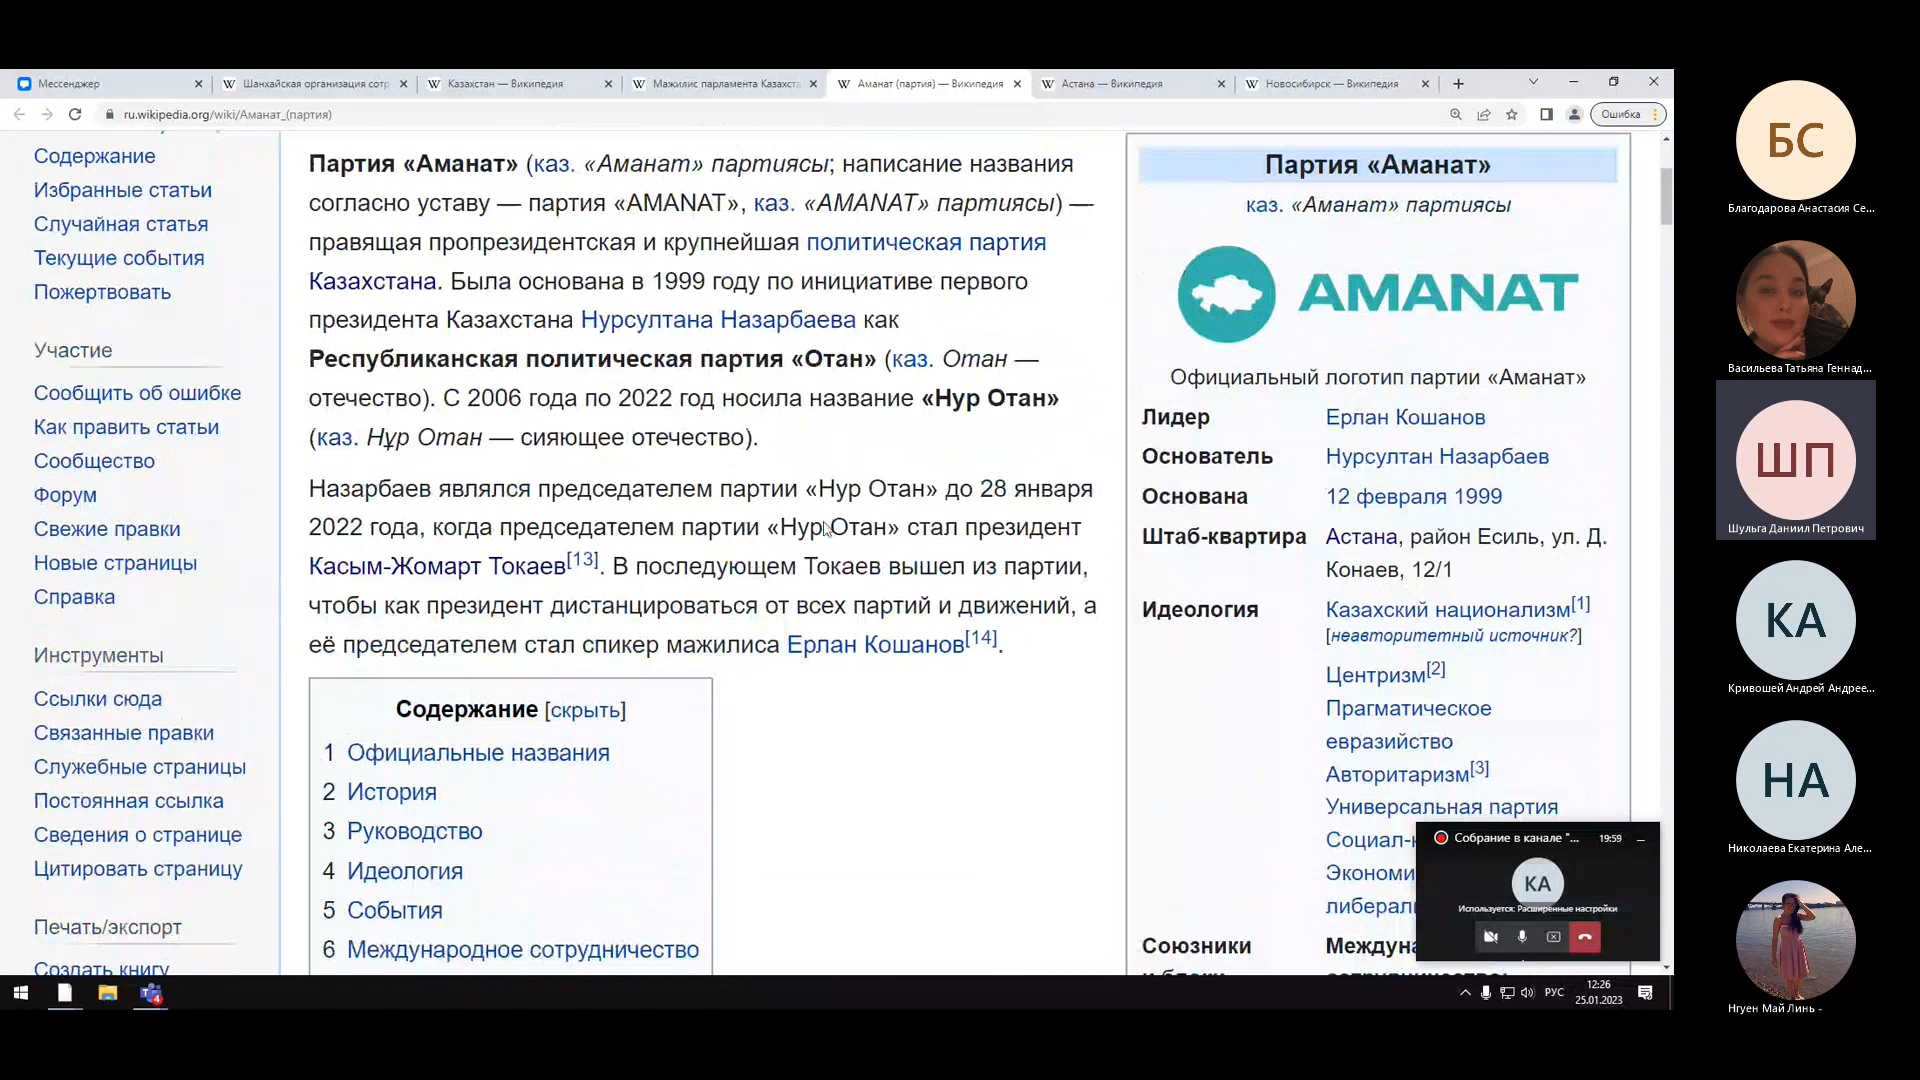 Мессенджер
Шанхайская организация сотр
Казахстан — Википедия
Мажилис парламента Казахста
Аманат (партия) — Википедия
Астана — Википедия
Новосибирск — Википедия
ru.wikipedia.org/wiki/Аманат_(партия)
Ошибка
Содержание
Избранные статьи
Случайная статья
Текущие события
Пожертвовать
Участие
Сообщить об ошибке
Как править статьи
Сообщество
Форум
Свежие правки
Новые страницы
Справка
Инструменты
Ссылки сюда
Связанные правки
Служебные страницы
Постоянная ссылка
Сведения о странице
Цитировать страницу
Печать/экспорт
Создать книгу
Партия «Аманат» (каз. «Аманат» партиясы; написание названия
согласно уставу — партия «AMANAT», каз. «AMANAT» партиясы) —
правящая пропрезидентская и крупнейшая политическая партия
Казахстана. Была основана в 1999 году по инициативе первого
президента Казахстана Нурсултана Назарбаева как
Республиканская политическая партия «Отан» (каз. Отан —
отечество). С 2006 года по 2022 год носила название «Нур Отан»
(каз. Нұр Отан — сияющее отечество).
Назарбаев являлся председателем партии «Нур Отан» до 28 января
2022 года, когда председателем партии «Нур Отан» стал президент
Касым-Жомарт Токаев[13]. В последующем Токаев вышел из партии,
чтобы как президент дистанцироваться от всех партий и движений, а
её председателем стал спикер мажилиса Ерлан Кошанов[14].
Содержание [скрыть]
1 Официальные названия
2 История
3 Руководство
4 Идеология
5 События
6 Международное сотрудничество
Партия «Аманат»
каз. «Аманат» партиясы
AMANAT
Официальный логотип партии «Аманат»
Лидер Ерлан Кошанов
Основатель Нурсултан Назарбаев
Основана 12 февраля 1999
Штаб-квартира Астана, район Есиль, ул. Д.
Конаев, 12/1
Идеология Казахский национализм[1]
[неавторитетный источник?]
Центризм[2]
Прагматическое
евразийство
Авторитаризм[3]
Универсальная партия
Социал-
Экономи
либераль
Союзники Междуна
Собрание в канале "... 19:59
КА
Используется: Расширенные настройки
РУС
12:26
25.01.2023
БС
Благодарова Анастасия Се...
Васильева Татьяна Геннад...
ШП
Шульга Даниил Петрович
КА
Кривошей Андрей Андрее...
НА
Николаева Екатерина Але...
Нгуен Май Линь -